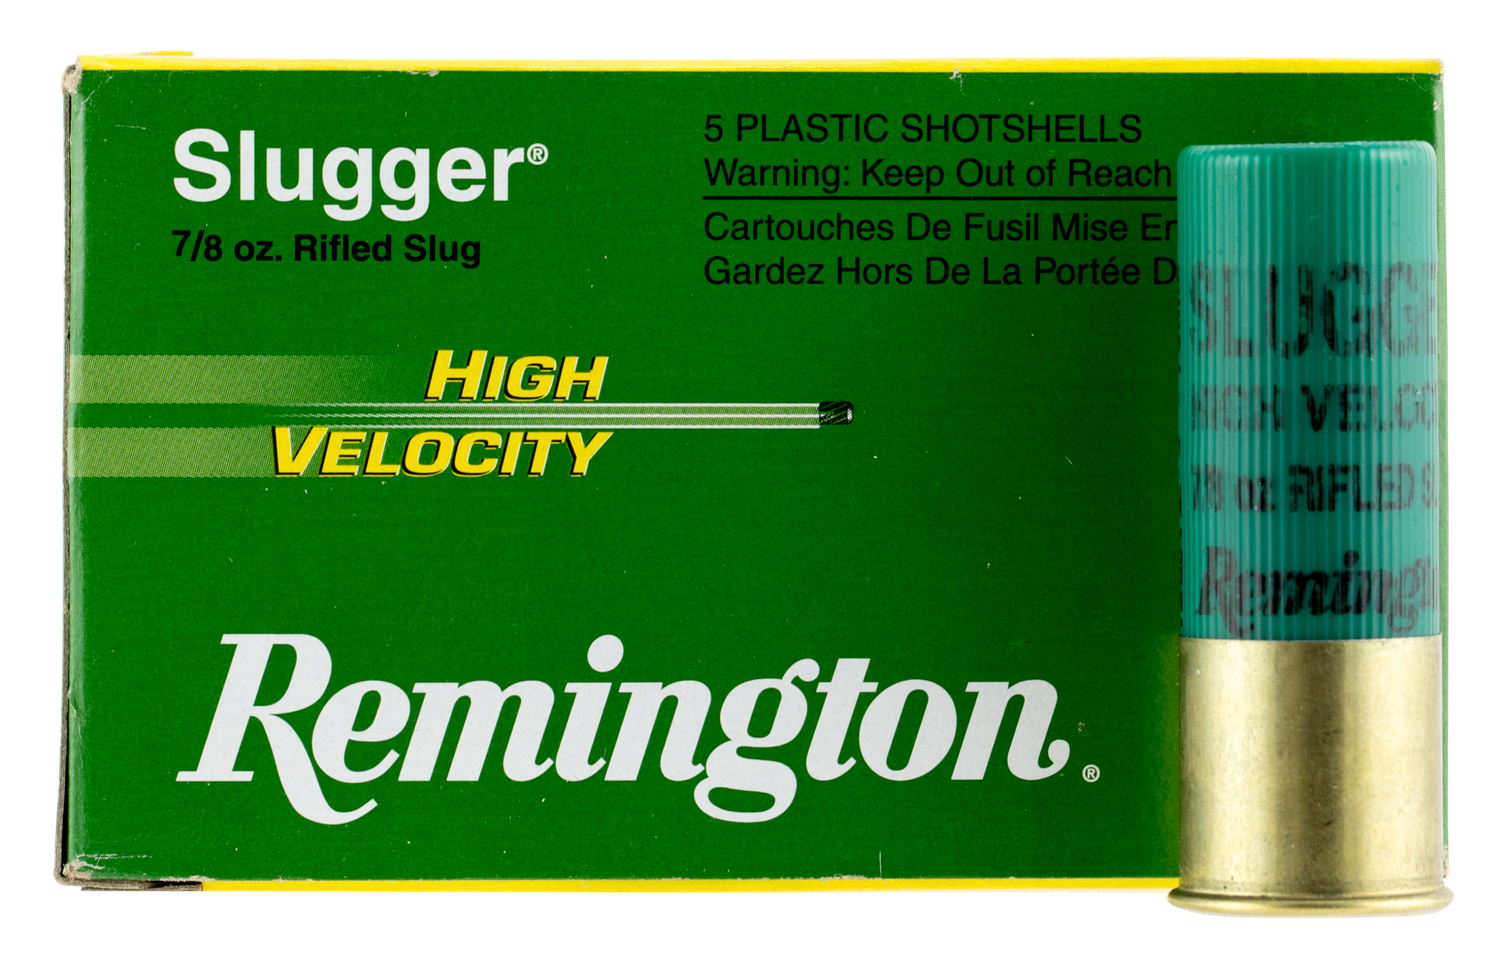 Slugger®
7/8 oz. Rifled Slug
5 PLASTIC SHOTSHELLS
Warning: Keep Out of Reach
Cartouches De Fusil Mise En
Gardez Hors De La Portée D
HIGH
VELOCITY
Remington®
SLUGGE
HIGH VELOC
7/8 oz RIFLED S
Remingt